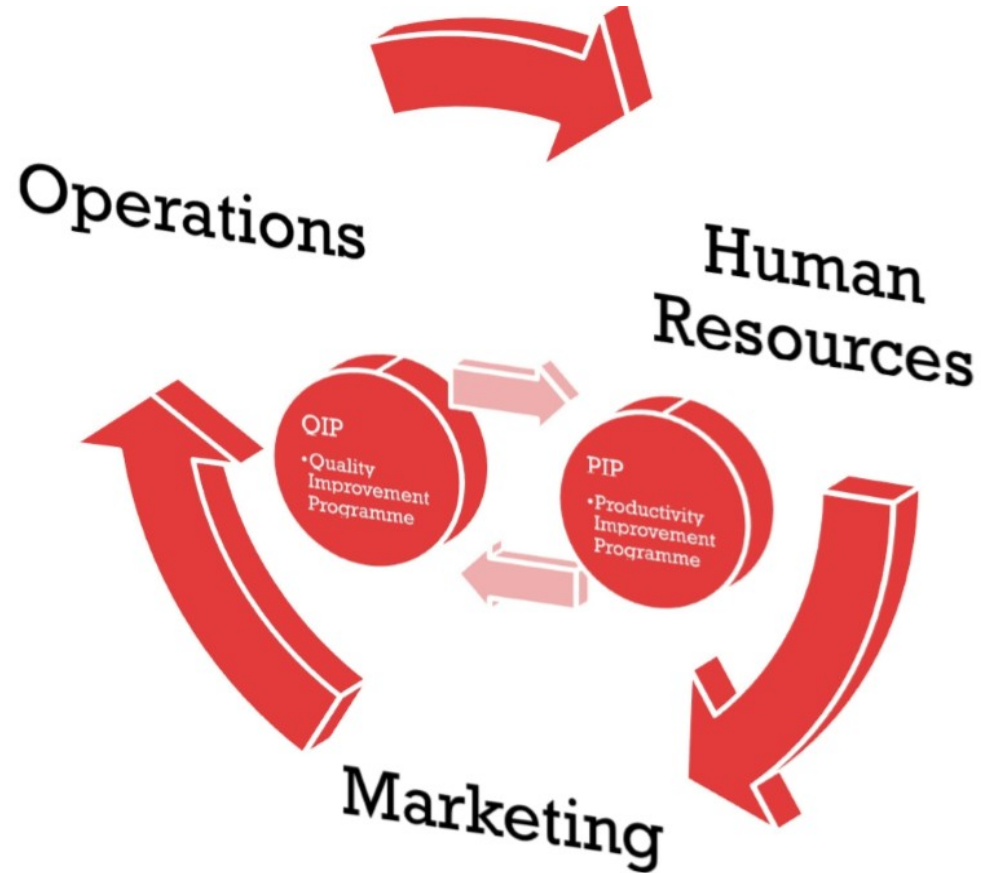 Operations
Human
Resources
QIP
•Quality
Improvement
Programme
PIP
•Productivity
Improvement
Programme
Marketing